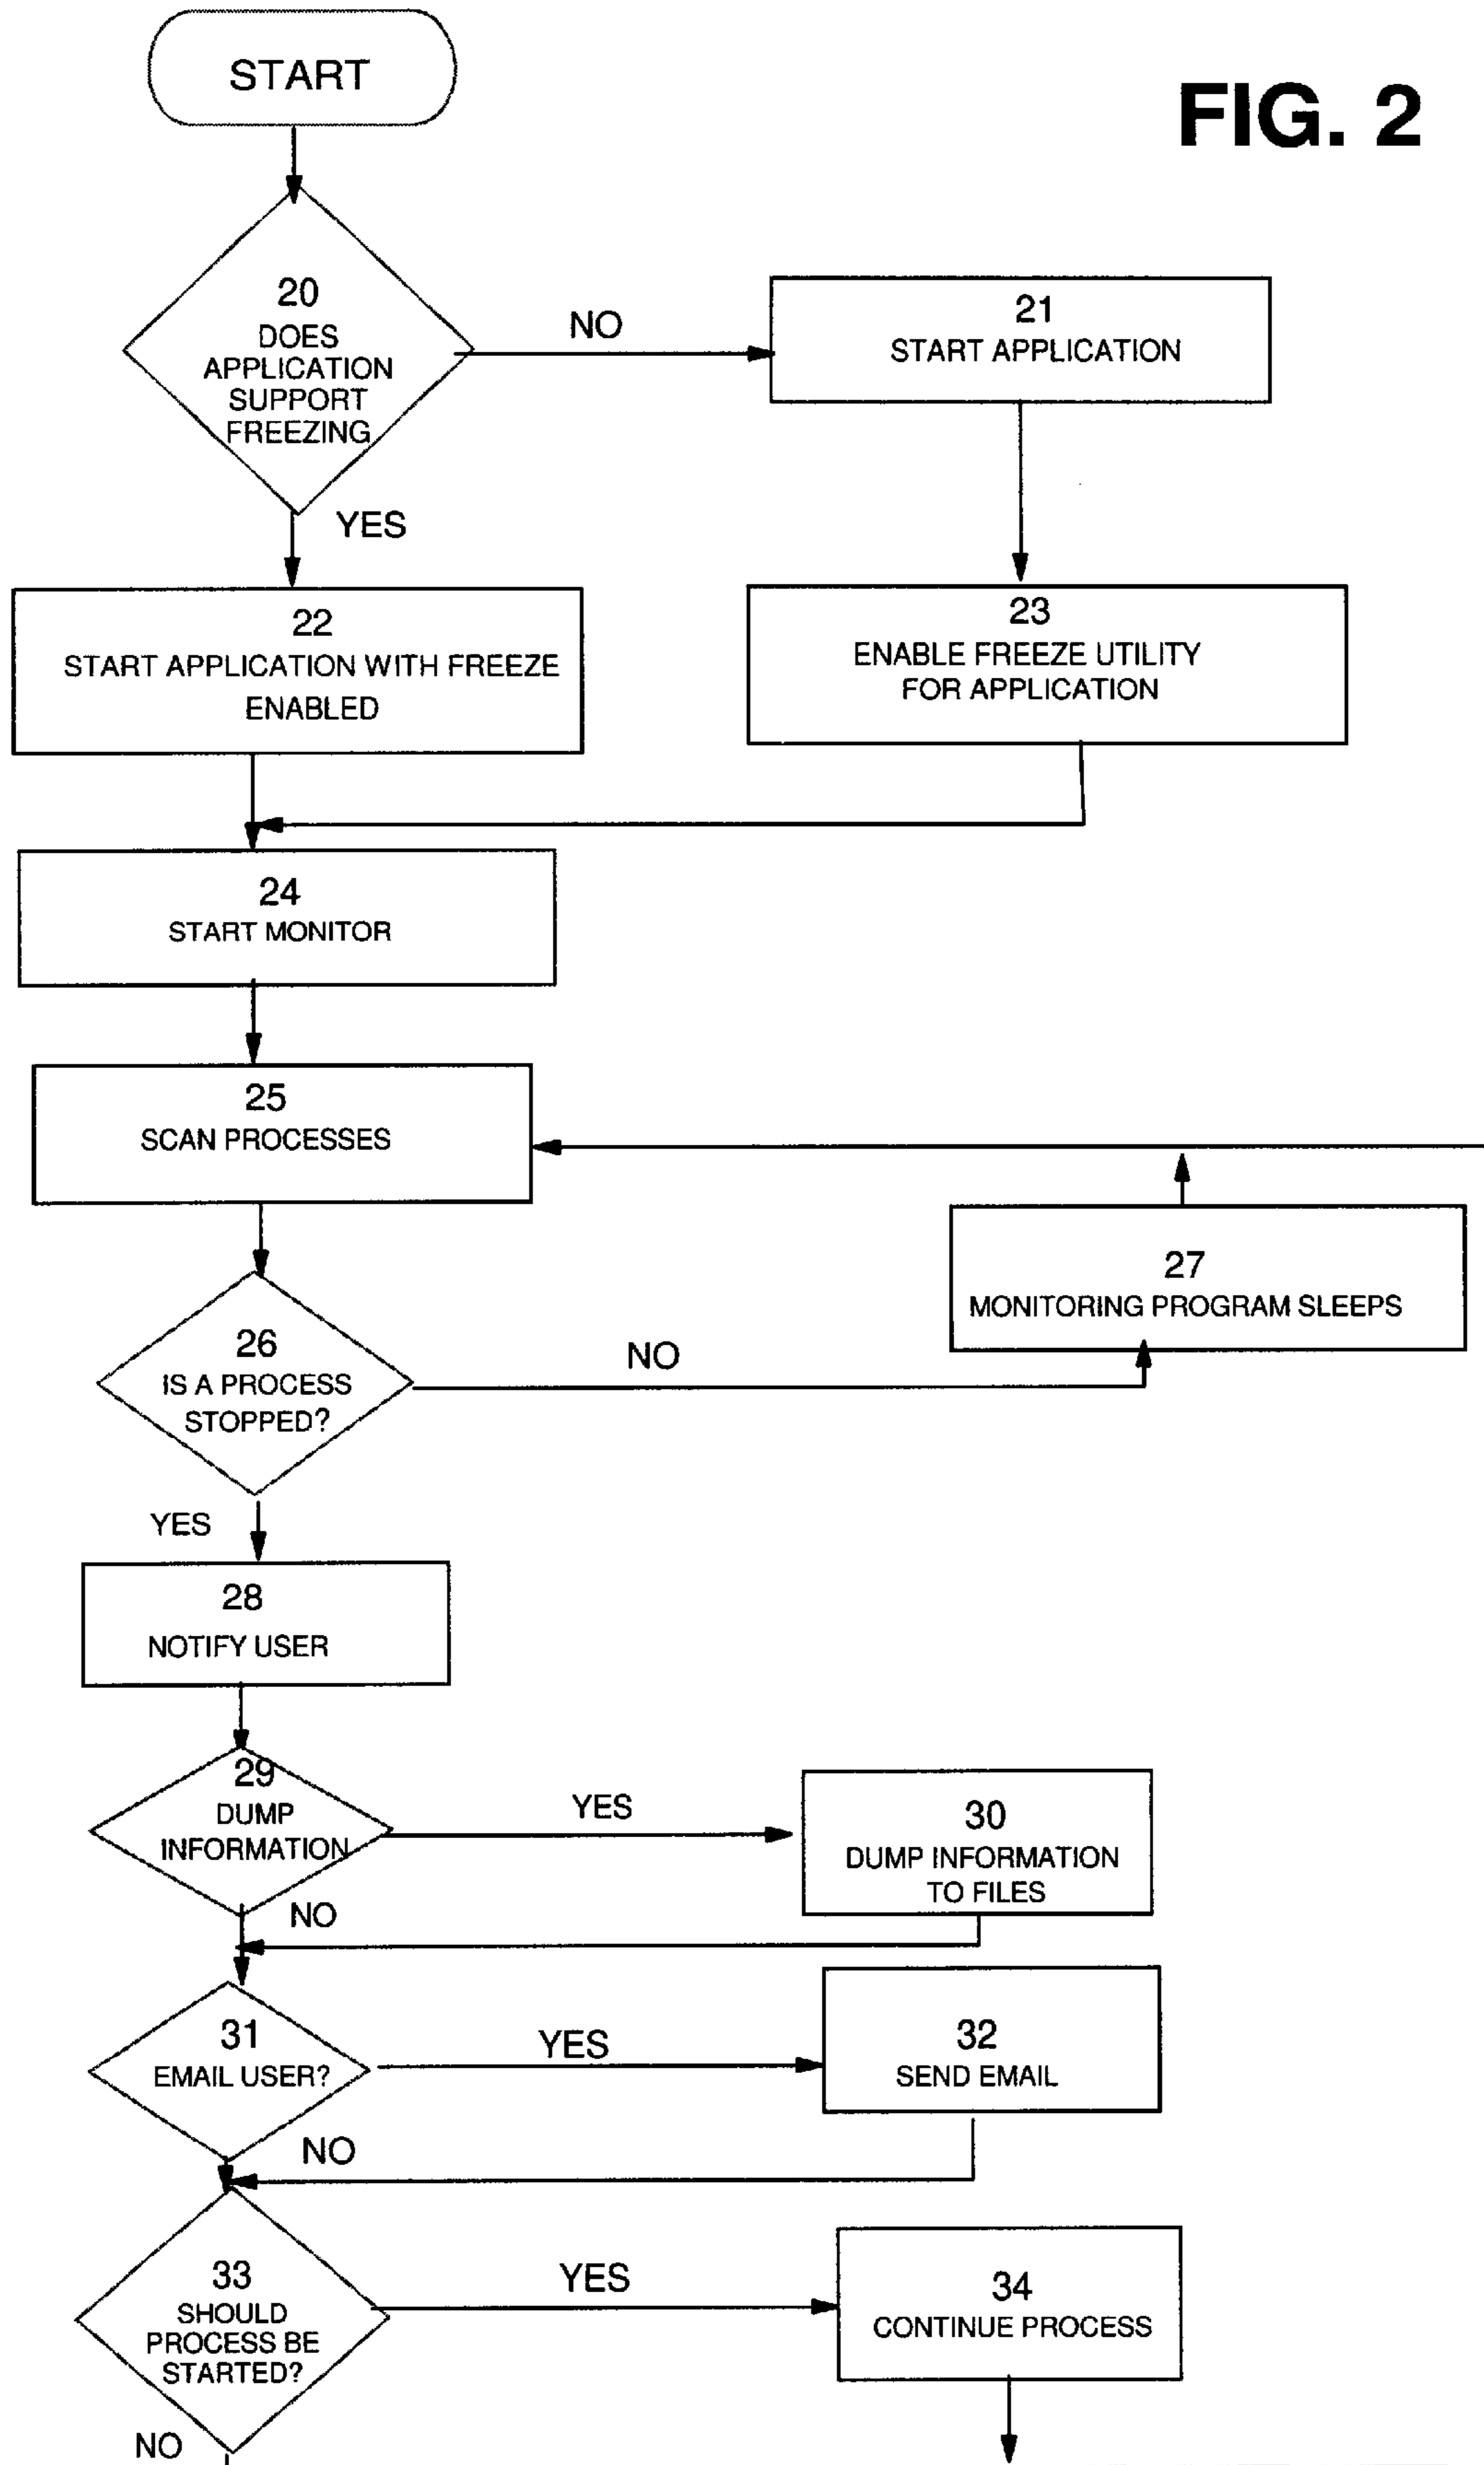 START
FIG. 2
20
DOES
APPLICATION
SUPPORT
FREEZING
NO
21
START APPLICATION
YES
22
START APPLICATION WITH FREEZE
ENABLED
23
ENABLE FREEZE UTILITY
FOR APPLICATION
24
START MONITOR
25
SCAN PROCESSES
27
MONITORING PROGRAM SLEEPS
26
IS A PROCESS
STOPPED?
NO
YES
28
NOTIFY USER
29
DUMP
INFORMATION
YES
30
DUMP INFORMATION
TO FILES
NO
31
EMAIL USER?
YES
32
SEND EMAIL
NO
33
SHOULD
PROCESS BE
STARTED?
YES
34
CONTINUE PROCESS
NO